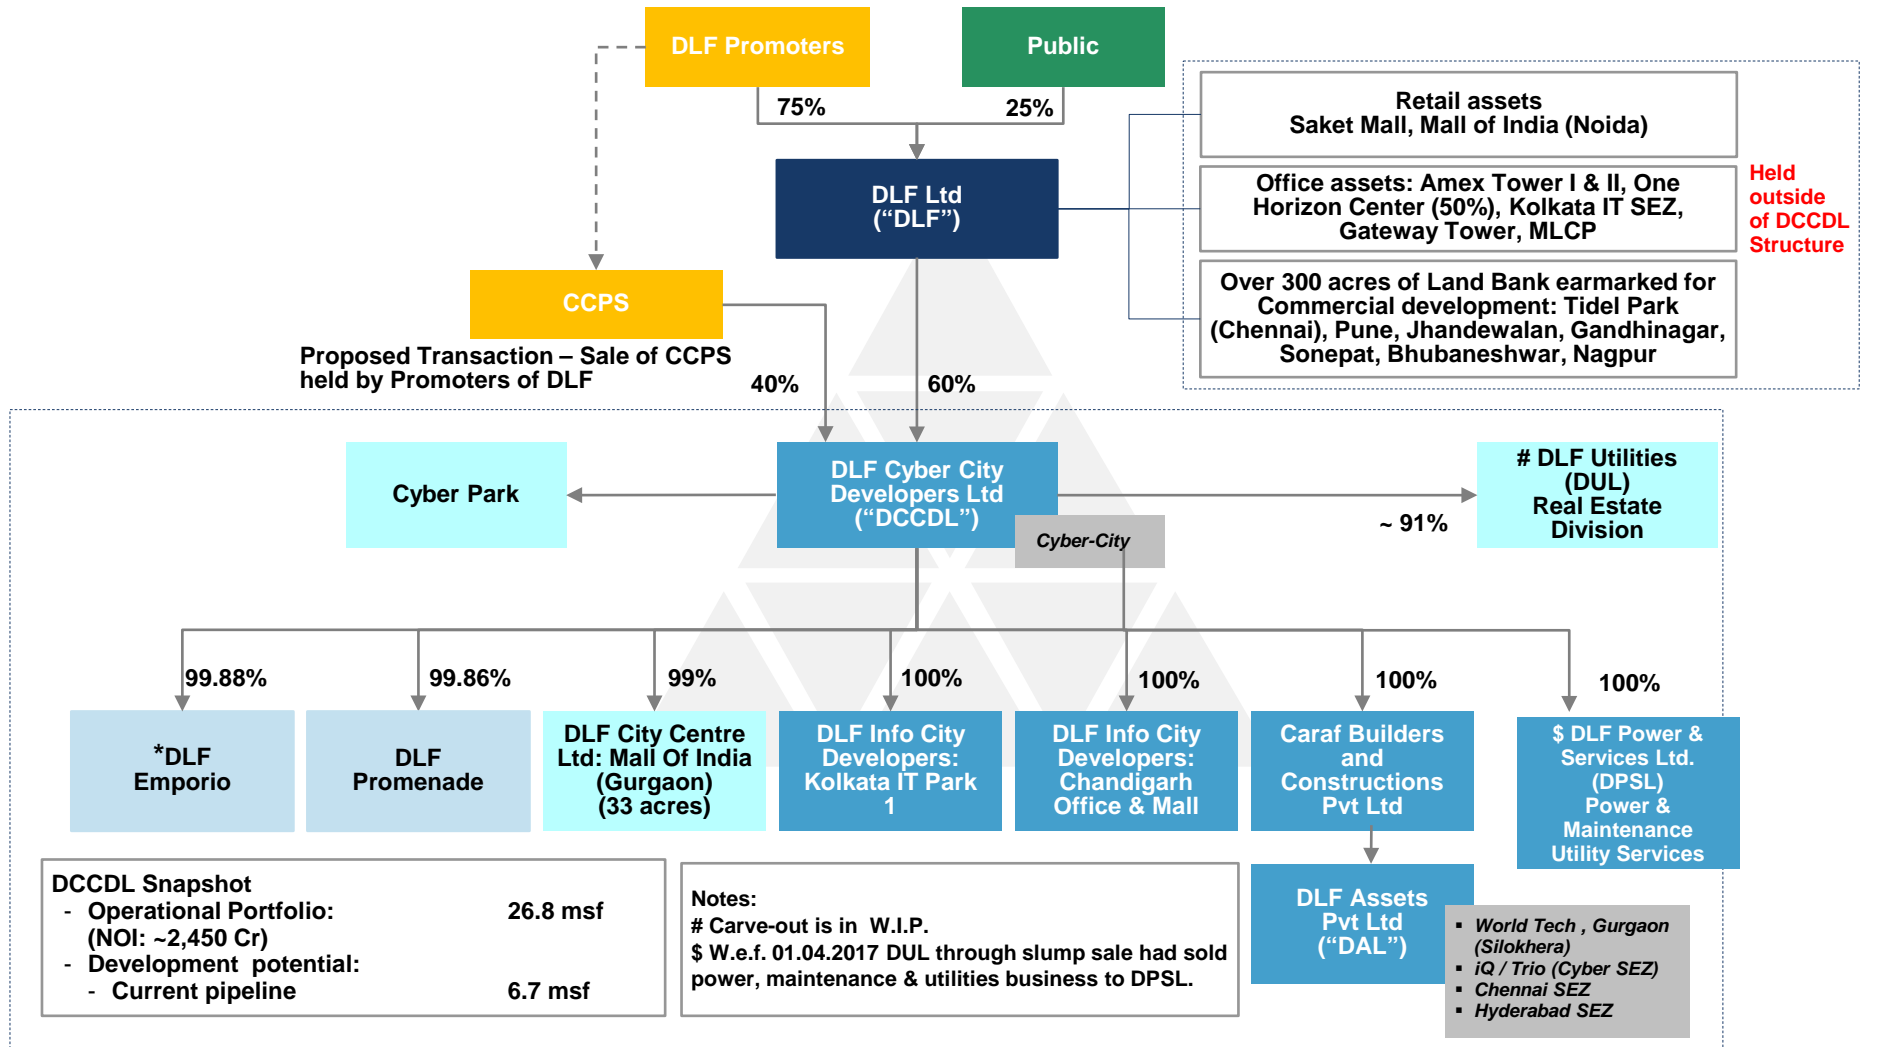 DLF Promoters
Public
75%
25%
Retail assets
Saket Mall, Mall of India (Noida)
DLF Ltd
(“DLF”)
Office assets: Amex Tower I & II, One
Horizon Center (50%), Kolkata IT SEZ,
Gateway Tower, MLCP
Held
outside
of DCCDL
Structure
Over 300 acres of Land Bank earmarked for
Commercial development: Tidel Park
(Chennai), Pune, Jhandewalan, Gandhinagar,
Sonepat, Bhubaneshwar, Nagpur
CCPS
Proposed Transaction – Sale of CCPS
held by Promoters of DLF
40%
60%
Cyber Park
DLF Cyber City
Developers Ltd
(“DCCDL”)
Cyber-City
~ 91%
# DLF Utilities
(DUL)
Real Estate
Division
99.88%
99.86%
99%
100%
100%
100%
100%
*DLF
Emporio
DLF
Promenade
DLF City Centre
Ltd: Mall Of India
(Gurgaon)
(33 acres)
DLF Info City
Developers:
Kolkata IT Park
1
DLF Info City
Developers:
Chandigarh
Office & Mall
Caraf Builders
and
Constructions
Pvt Ltd
$ DLF Power &
Services Ltd.
(DPSL)
Power &
Maintenance
Utility Services
DCCDL Snapshot
- Operational Portfolio: 26.8 msf
(NOI: ~2,450 Cr)
- Development potential:
- Current pipeline 6.7 msf
Notes:
# Carve-out is in W.I.P.
$ W.e.f. 01.04.2017 DUL through slump sale had sold
power, maintenance & utilities business to DPSL.
DLF Assets
Pvt Ltd
(“DAL”)
▪ World Tech , Gurgaon
(Silokhera)
▪ iQ / Trio (Cyber SEZ)
▪ Chennai SEZ
▪ Hyderabad SEZ